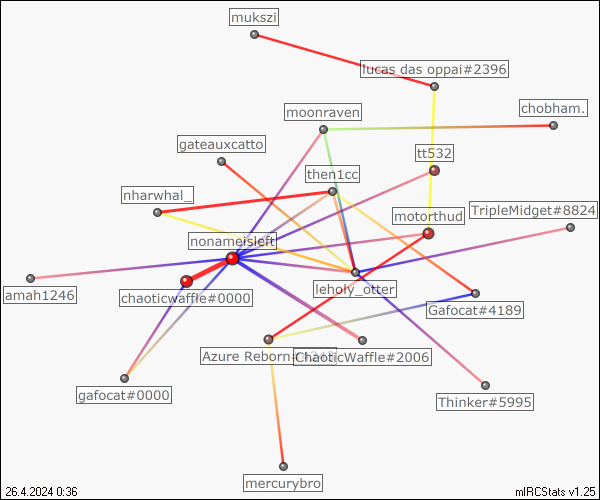 mukszi
lucas das oppai#2396
moonraven
chobham.
gateauxcatto
tt532
then1cc
nharwhal_
TripleMidget#8824
motorthud
nonameisleft
amah1246
chaoticwaffle#0000
leholy_otter
Gafocat#4189
Azure Reborn
ChaoticWaffle#2006
gafocat#0000
Thinker#5995
mercurybro
26.4.2024 0:36
mIRCStats v1.25